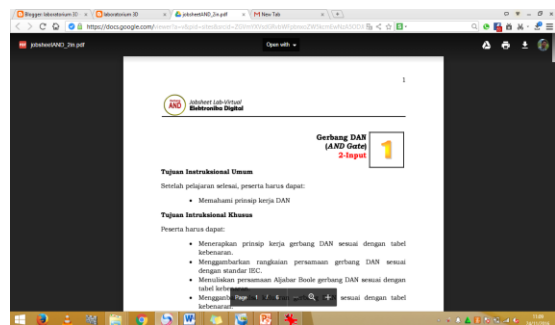 Blogger laboratorium 3D
laboratorium 3D
jobsheetAND_2in.pdf
M New Tab
https://docs.google.com/
jobsheetAND_2in.pdf
Open with
1
AND
Jobsheet Lab-Virtual
Elektronika Digital
Gerbang DAN
(AND Gate)
2-Input
1
Tujuan Instruksional Umum
Setelah pelajaran selesai, peserta harus dapat:
• Memahami prinsip kerja DAN
Tujuan Intruksional Khusus
Peserta harus dapat:
• Menerapkan prinsip kerja gerbang DAN sesuai dengan tabel
kebenaran.
• Menggambarkan rangkaian persamaan gerbang DAN sesuai
dengan standar IEC.
• Menuliskan persamaan Aljabar Boole gerbang DAN sesuai dengan
tabel
• sesuai dengan tabel
kebenaran.
Page 1 / 6